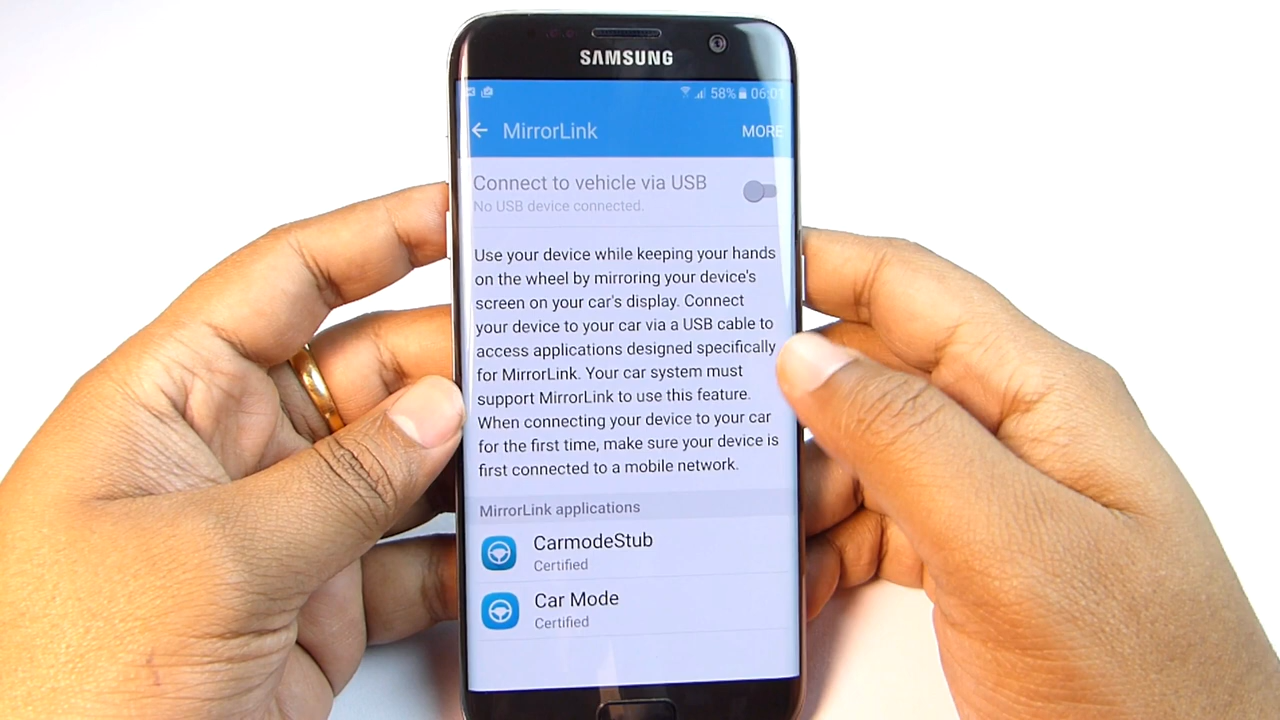 SAMSUNG
58% 06:01
MirrorLink MORE
Connect to vehicle via USB
No USB device connected.
Use your device while keeping your hands
on the wheel by mirroring your device's
screen on your car's display. Connect
your device to your car via a USB cable to
access applications designed specifically
for MirrorLink. Your car system must
support MirrorLink to use this feature.
When connecting your device to your car
for the first time, make sure your device is
first connected to a mobile network.
MirrorLink applications
CarmodeStub
Certified
Car Mode
Certified